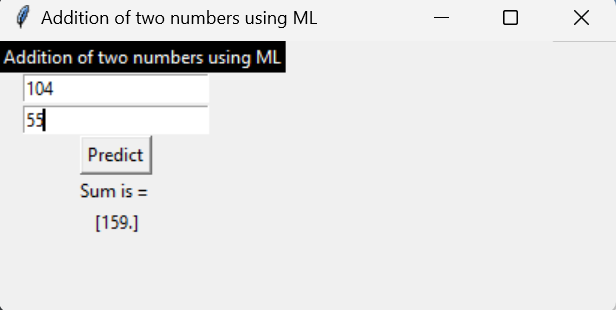 Addition of two numbers using ML
Addition of two numbers using ML
104
55
Predict
Sum is =
[159.]